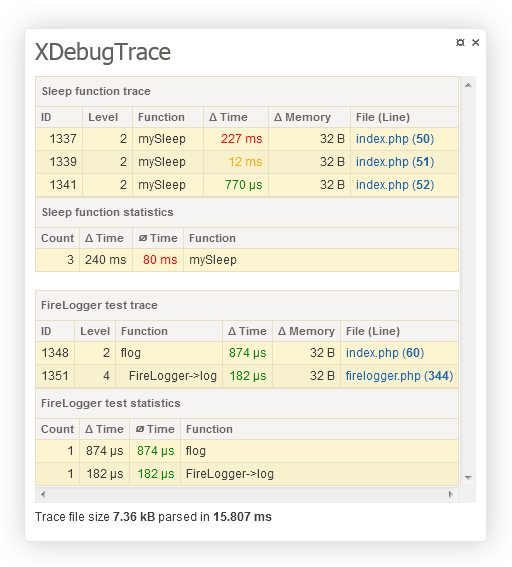 XDebugTrace
Sleep function trace
ID Level Function Δ Time Δ Memory File (Line)
1337 2 mySleep 227 ms 32 B index.php (50)
1339 2 mySleep 12 ms 32 B index.php (51)
1341 2 mySleep 770 µs 32 B index.php (52)
Sleep function statistics
Count Δ Time ø Time Function
3 240 ms 80 ms mySleep
FireLogger test trace
ID Level Function Δ Time Δ Memory File (Line)
1348 2 flog 874 µs 32 B index.php (60)
1351 4 FireLogger->log 182 µs 32 B firelogger.php (344)
FireLogger test statistics
Count Δ Time ø Time Function
1 874 µs 874 µs flog
1 182 µs 182 µs FireLogger->log
Trace file size 7.36 kB parsed in 15.807 ms